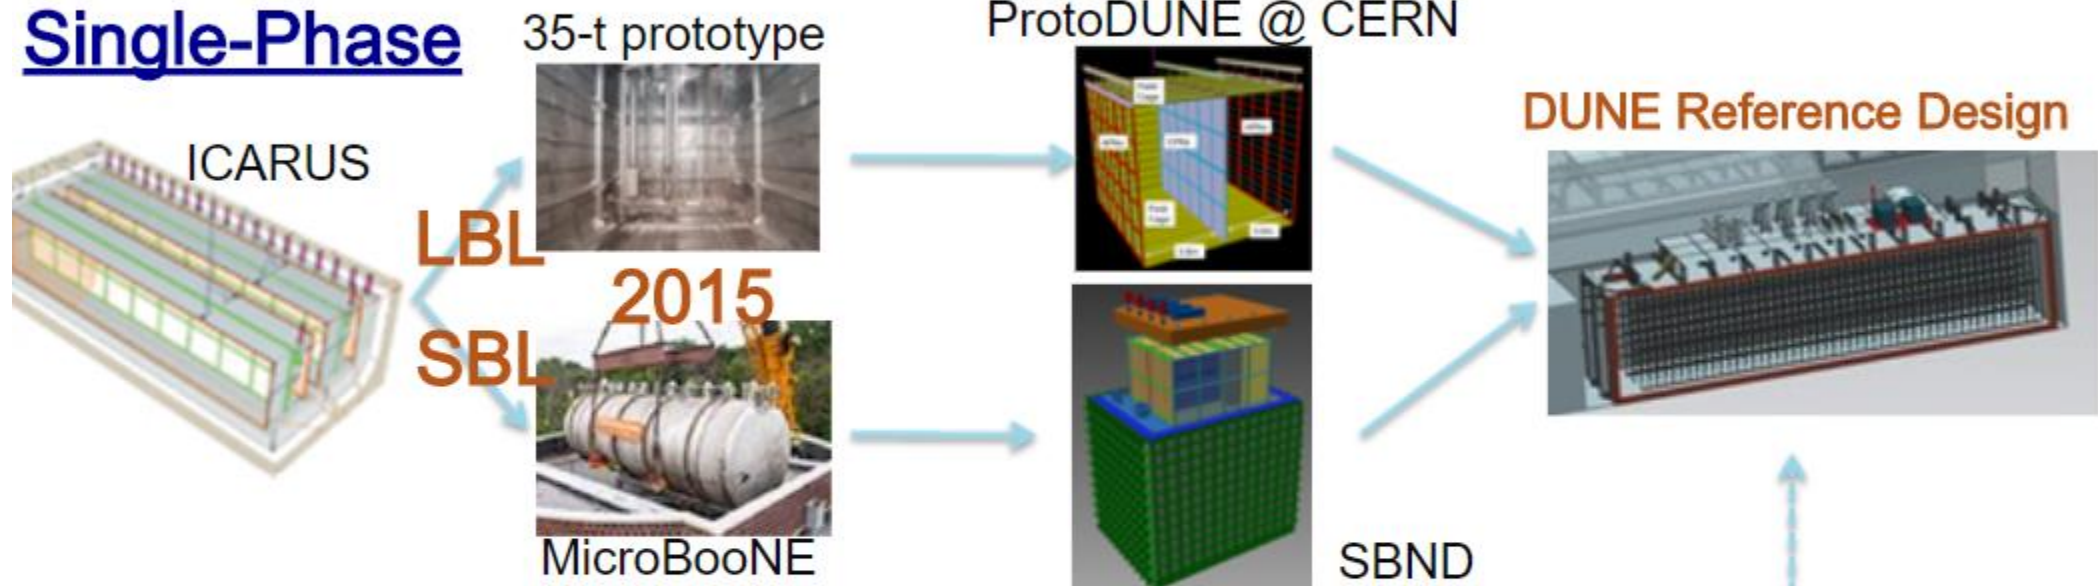 Single-Phase
35-t prototype
ProtoDUNE @ CERN
DUNE Reference Design
ICARUS
LBL
2015
SBL
MicroBooNE
SBND